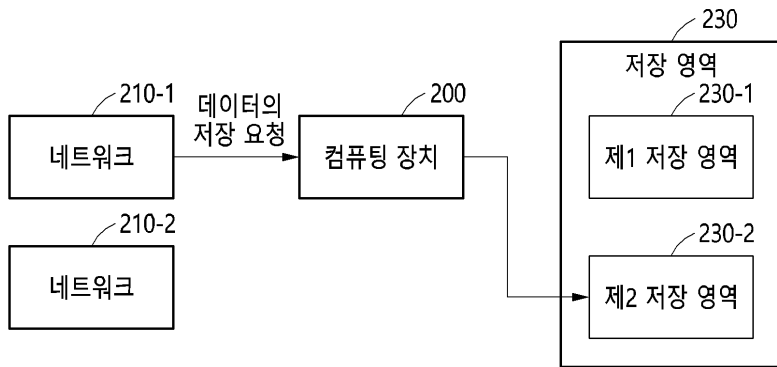 230
저장 영역
210-1
데이터의
저장 요청
200
230-1
네트워크
컴퓨팅 장치
제1 저장 영역
210-2
230-2
네트워크
제2 저장 영역